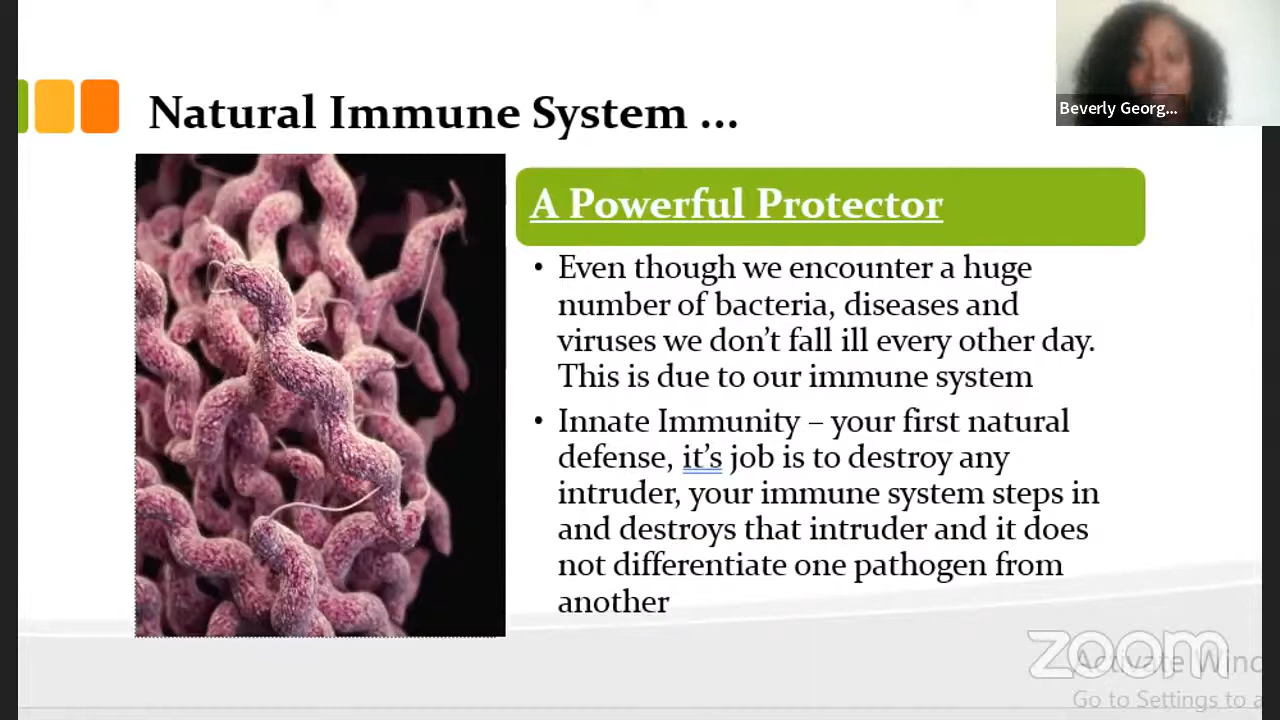 Beverly Georg...
Natural Immune System ...
A Powerful Protector
• Even though we encounter a huge
number of bacteria, diseases and
viruses we don’t fall ill every other day.
This is due to our immune system
• Innate Immunity – your first natural
defense, it’s job is to destroy any
intruder, your immune system steps in
and destroys that intruder and it does
not differentiate one pathogen from
another
zoom
Activate Wind
Go to Settings to a